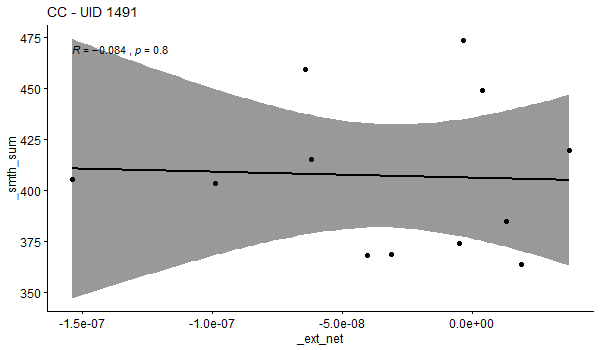 CC - UID 1491
R = −0.084 , p = 0.8
475
450
425
400
375
350
_smth_sum
-1.5e-07
-1.0e-07
-5.0e-08
0.0e+00
_ext_net